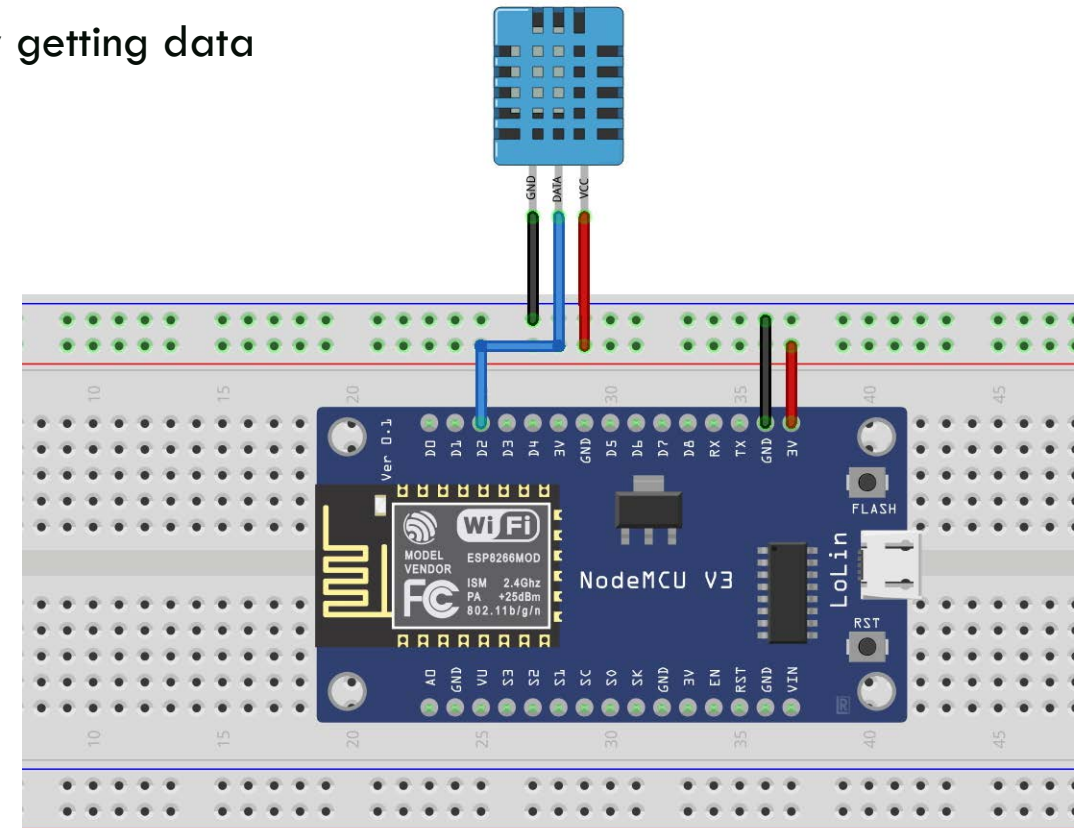 getting data
GND DATA VCC
10 15 20 30 35 40 45
Ver 0.1
D0 D1 D2 D3 D4 3V GND D5 D6 D7 D8 RX TX GND 3V
FLASH
WiFi
MODEL
VENDOR
ESP8266MOD
FC
ISM 2.4Ghz
PA +25dBm
802.11b/g/n
NodeMCU V3
LoLin
RST
A0 GND VU S3 S2 S1 SC SO SK GND 3V EN RST GND VIN
10 15 20 25 30 35 40 45